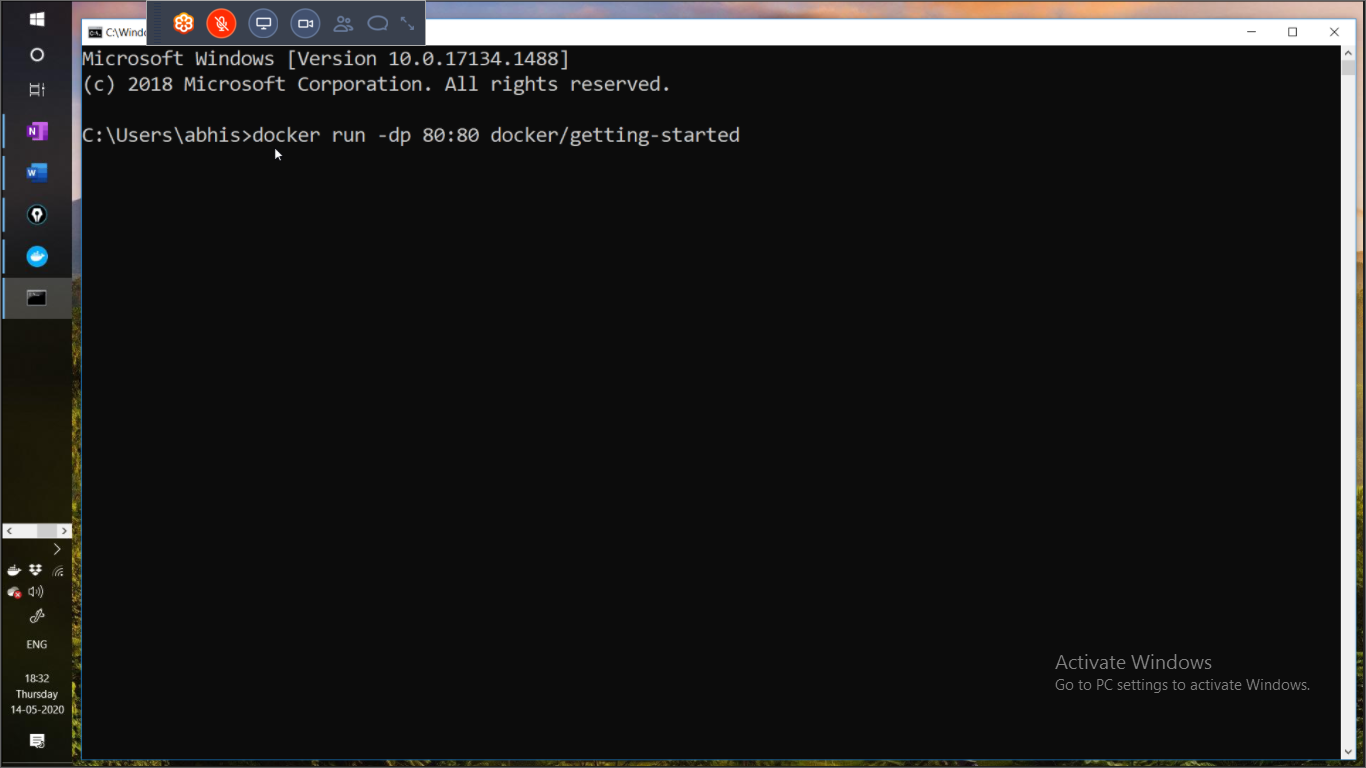 C:\Windo
Microsoft Windows [Version 10.0.17134.1488]
(c) 2018 Microsoft Corporation. All rights reserved.
C:\Users\abhis>docker run -dp 80:80 docker/getting-started
ENG
18:32
Thursday
14-05-2020
Activate Windows
Go to PC settings to activate Windows.